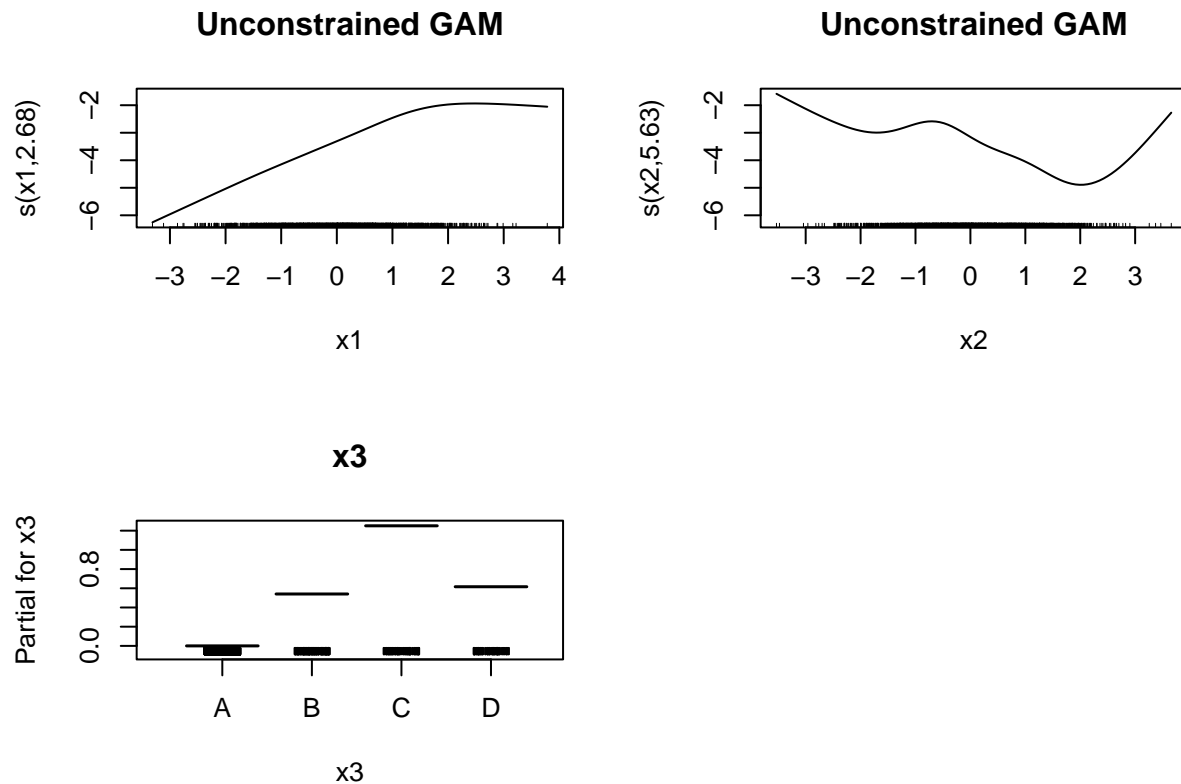 Unconstrained GAM
s(x1,2.68)
−2
−4
−6
−3 −2 −1 0 1 2 3 4
x1
Unconstrained GAM
s(x2,5.63)
−2
−4
−6
−3 −2 −1 0 1 2 3
x2
x3
Partial for x3
0.8
0.0
A B C D
x3